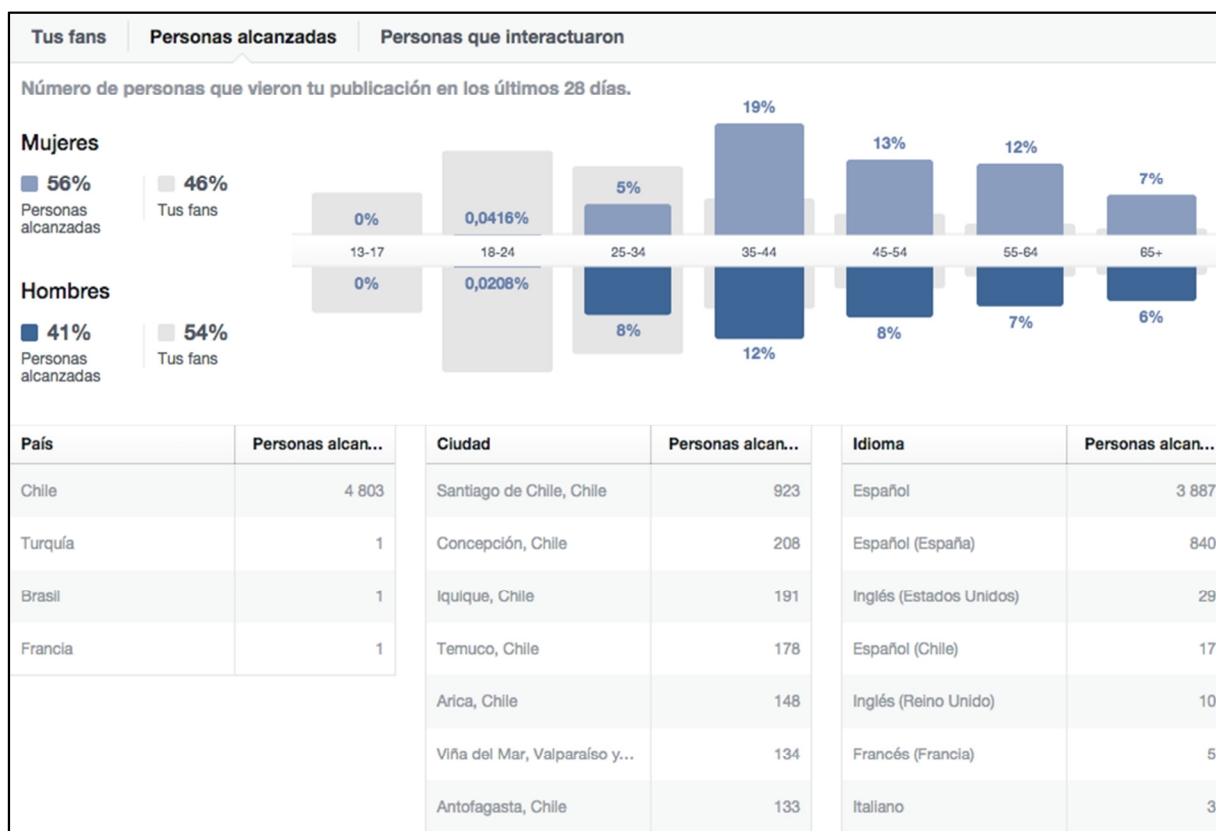 Tus fans Personas alcanzadas Personas que interactuaron
Número de personas que vieron tu publicación en los últimos 28 días.
Mujeres
56% 46%
Personas alcanzadas Tus fans
Hombres
41% 54%
Personas alcanzadas Tus fans
0% 0,0416% 5% 19% 13% 12% 7%
13-17 18-24 25-34 35-44 45-54 55-64 65+
0% 0,0208% 8% 12% 8% 7% 6%
País Personas alcan...
Chile 4 803
Turquía 1
Brasil 1
Francia 1
Ciudad Personas alcan...
Santiago de Chile, Chile 923
Concepción, Chile 208
Iquique, Chile 191
Temuco, Chile 178
Arica, Chile 148
Viña del Mar, Valparaíso y... 134
Antofagasta, Chile 133
Idioma Personas alcan...
Español 3 887
Español (España) 840
Inglés (Estados Unidos) 29
Español (Chile) 17
Inglés (Reino Unido) 10
Francés (Francia) 5
Italiano 3